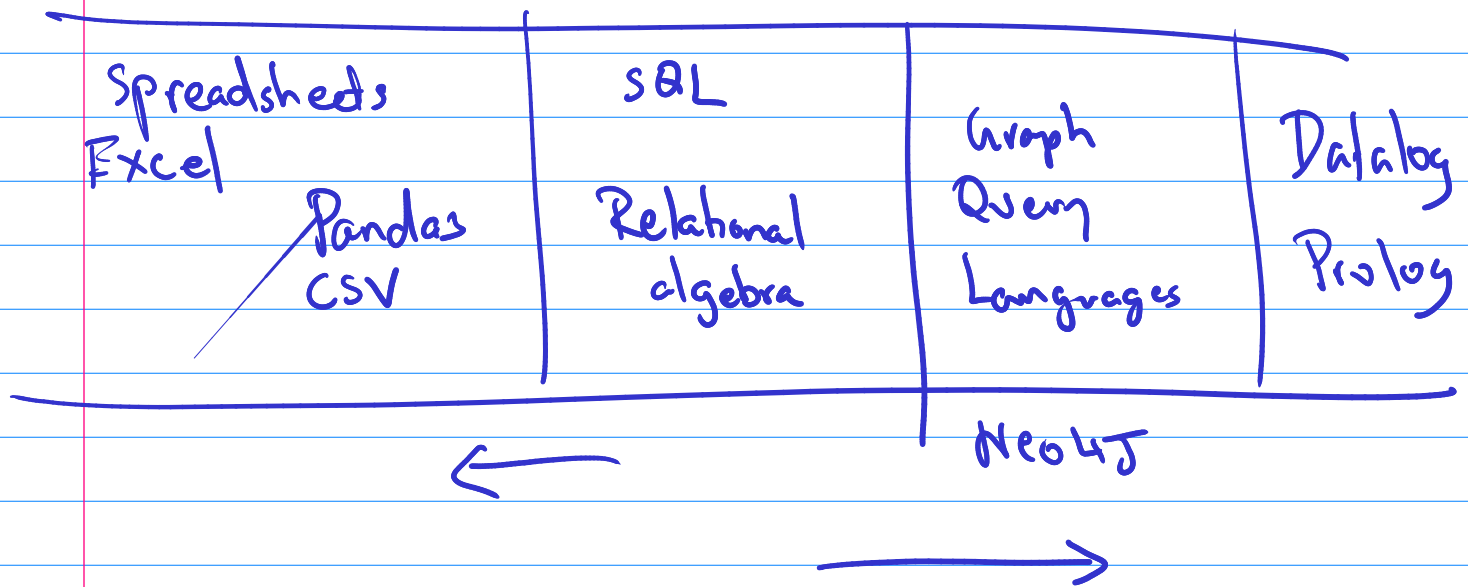 Spreadsheets
Excel
Pandas
CSV
SQL
Relational
algebra
Graph
Query
Languages
Datalog
Prolog
Neo4J